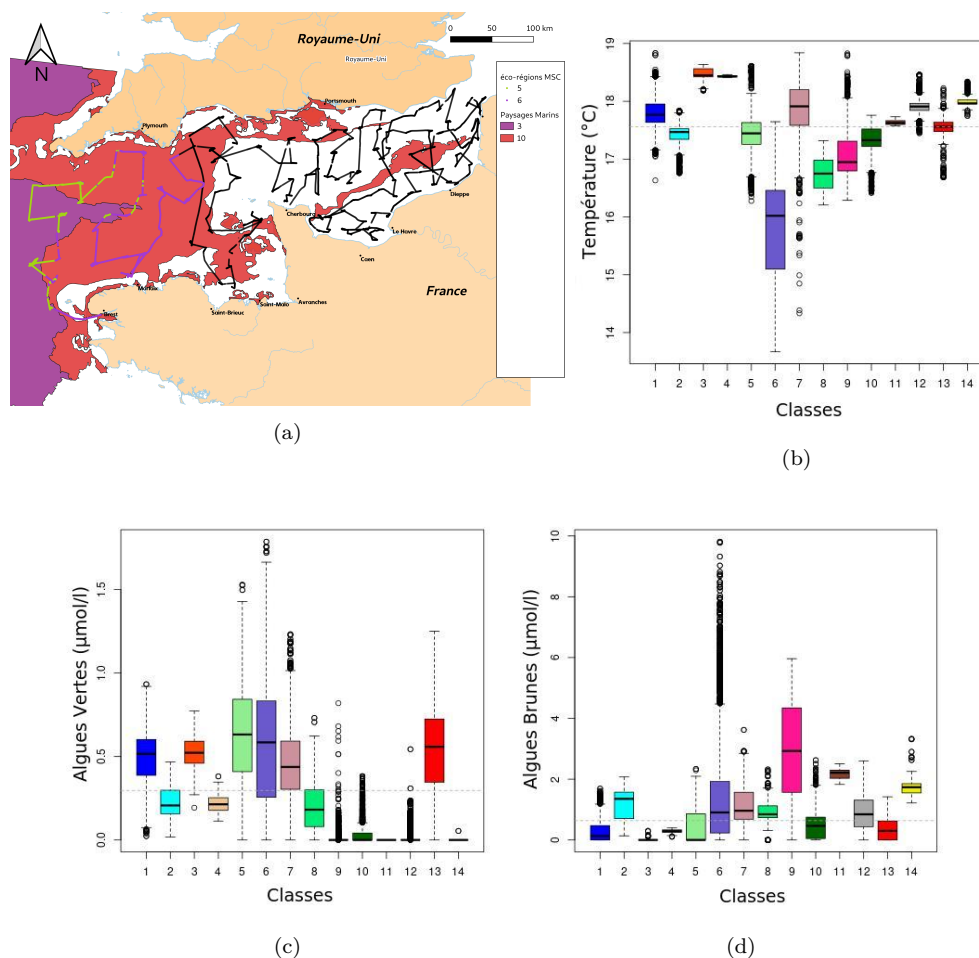 Royaume-Uni
Royaume-Uni
0 50 100 km
N
Portsmouth
Plymouth
Dieppe
Cherbourg
Le Havre
Caen
France
Morlaix
Brest
Saint-Malo
Avranches
Saint-Brieuc
éco-régions MSC
5
6
Paysages Marins
3
10
(a)
Température (°C)
14 15 16 17 18 19
1 2 3 4 5 6 7 8 9 10 11 12 13 14
Classes
(b)
Algues Vertes (µmol/l)
0.0 0.5 1.0 1.5
1 2 3 4 5 6 7 8 9 10 11 12 13 14
Classes
(c)
Algues Brunes (µmol/l)
0 2 4 6 8 10
1 2 3 4 5 6 7 8 9 10 11 12 13 14
Classes
(d)